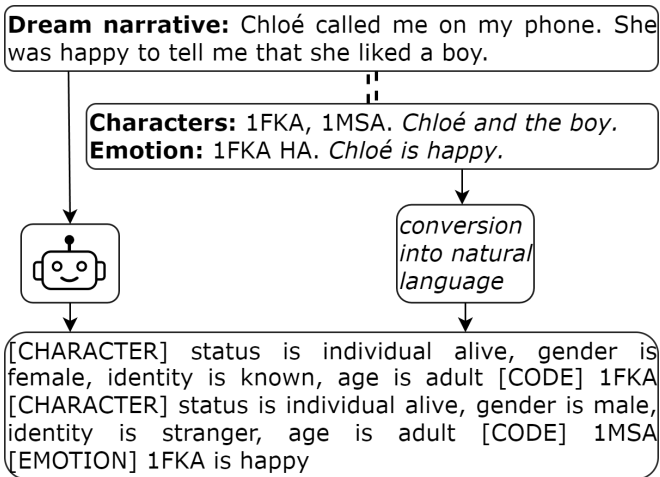 Dream narrative: Chloé called me on my phone. She
was happy to tell me that she liked a boy.
Characters: 1FKA, 1MSA. Chloé and the boy.
Emotion: 1FKA HA. Chloé is happy.
conversion
into natural
language
[CHARACTER] status is individual alive, gender is
female, identity is known, age is adult [CODE] 1FKA
[CHARACTER] status is individual alive, gender is male,
identity is stranger, age is adult [CODE] 1MSA
[EMOTION] 1FKA is happy